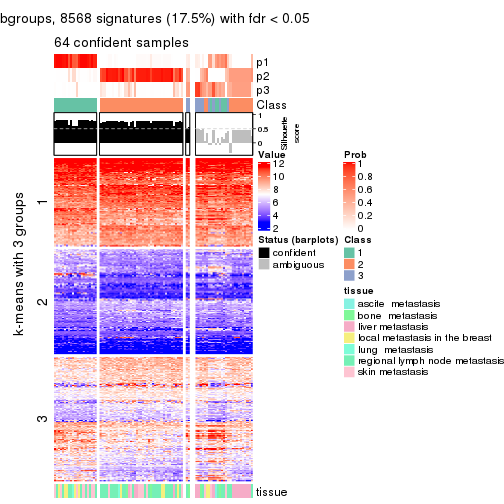 bgroups, 8568 signatures (17.5%) with fdr < 0.05
64 confident samples
p1
p2
p3
Class
1
0.5
0
Silhouette score
k-means with 3 groups
1
2
3
tissue
Value
12
10
8
6
4
2
Prob
1
0.8
0.6
0.4
0.2
0
Status (barplots)
confident
ambiguous
Class
1
2
3
tissue
ascite metastasis
bone metastasis
liver metastasis
local metastasis in the breast
lung metastasis
regional lymph node metastasis
skin metastasis